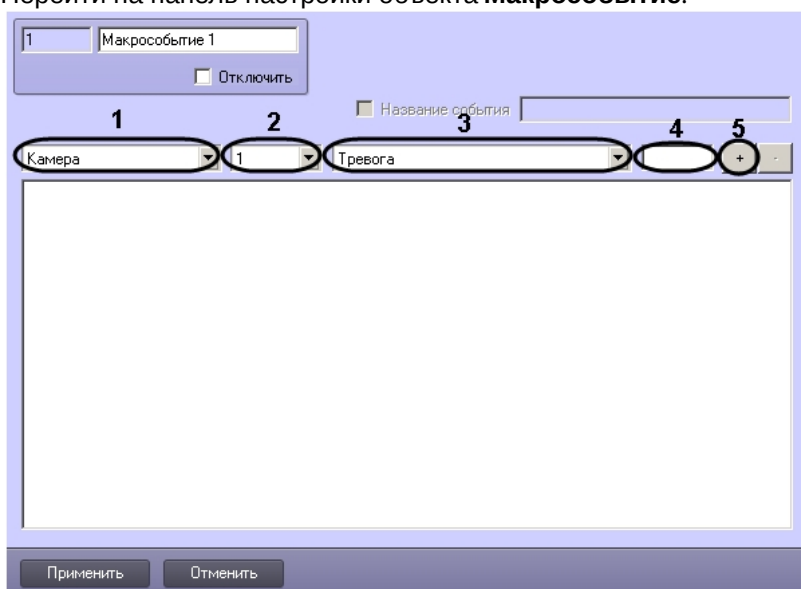 Перейти на панель настройки объекта Макрособытие.
1 Макрособытие 1
Отключить
Название события
1 2 3 4 5
Камера 1 Тревога + -
Применить Отменить